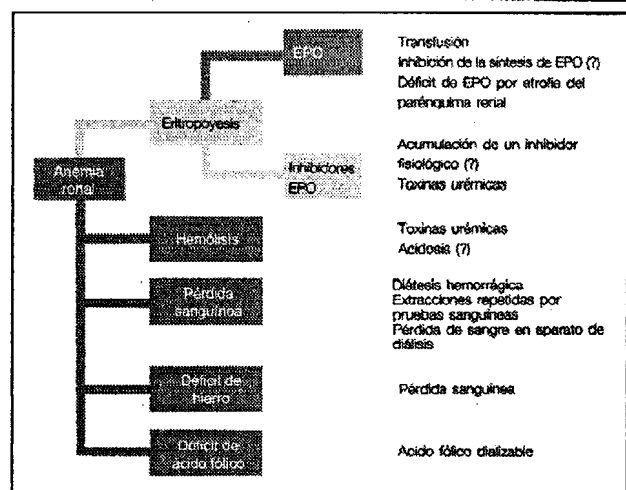 EPO
Transfusión
Inhibición de la síntesis de EPO (?)
Déficit de EPO por atrofia del
parénquima renal
Eritropoyesis
Inhibidores
EPO
Acumulación de un inhibidor
fisiológico (?)
Toxinas urémicas
Anemia
renal
Hemólisis
Toxinas urémicas
Acidosis (?)
Pérdida
sanguínea
Diátesis hemorrágica
Extracciones repetidas por
pruebas sanguíneas
Pérdida de sangre en aparato de
diálisis
Déficit de
hierro
Pérdida sanguínea
Déficit de
ácido fólico
Acido fólico dializable